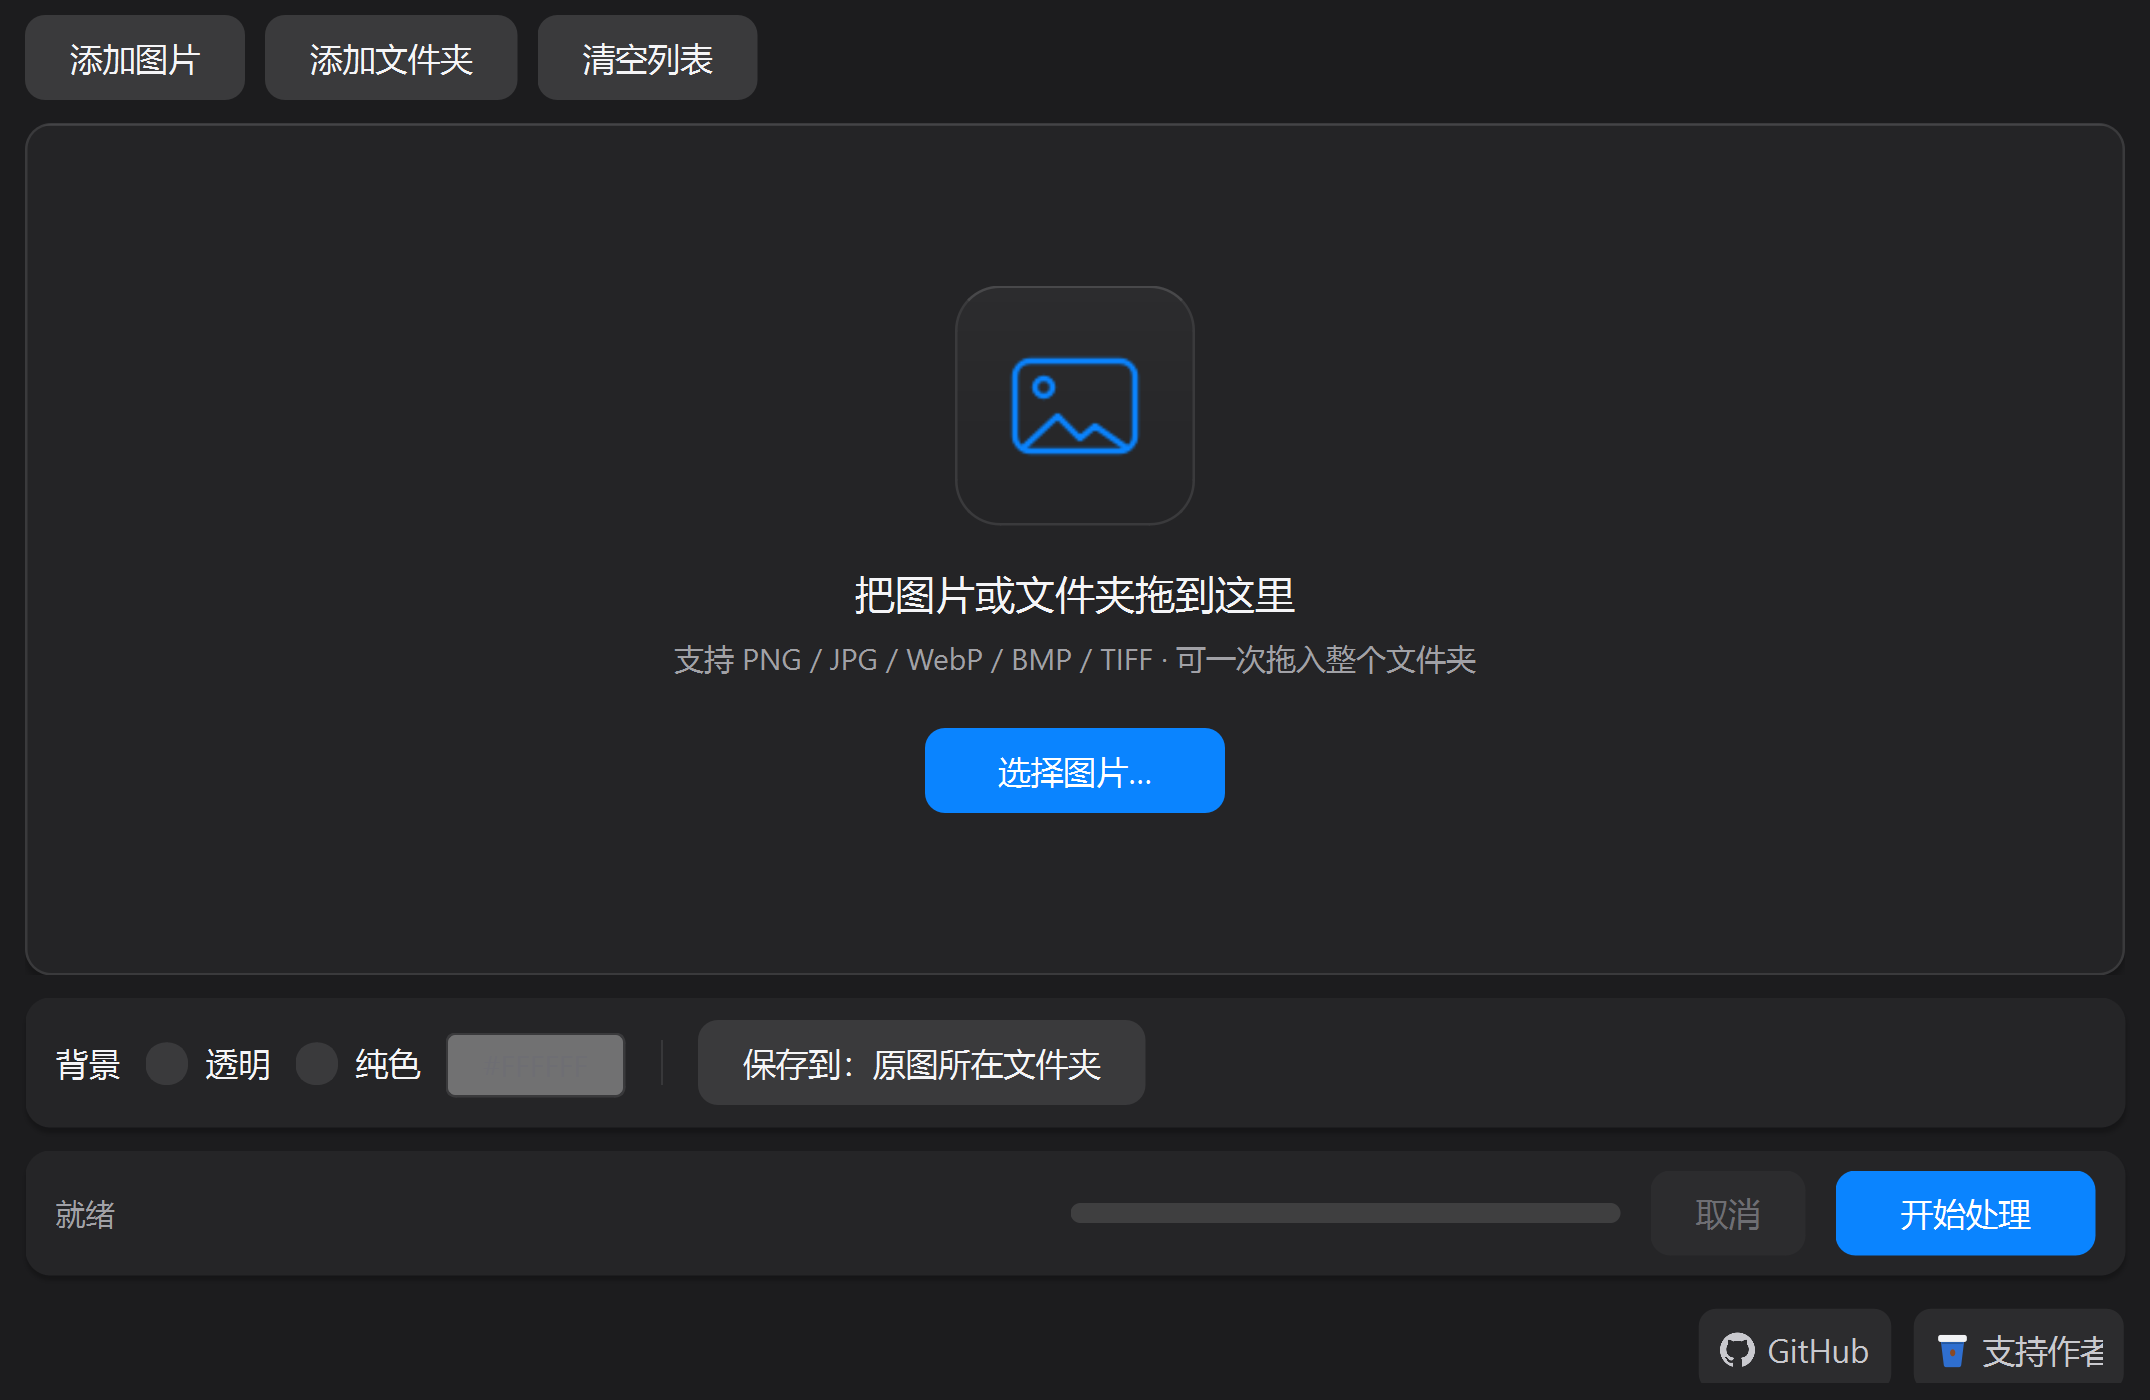 添加图片 添加文件夹 清空列表
把图片或文件夹拖到这里
支持 PNG / JPG / WebP / BMP / TIFF · 可一次拖入整个文件夹
选择图片...
背景 透明 纯色 保存到：原图所在文件夹
就绪 取消 开始处理
GitHub 支持作者